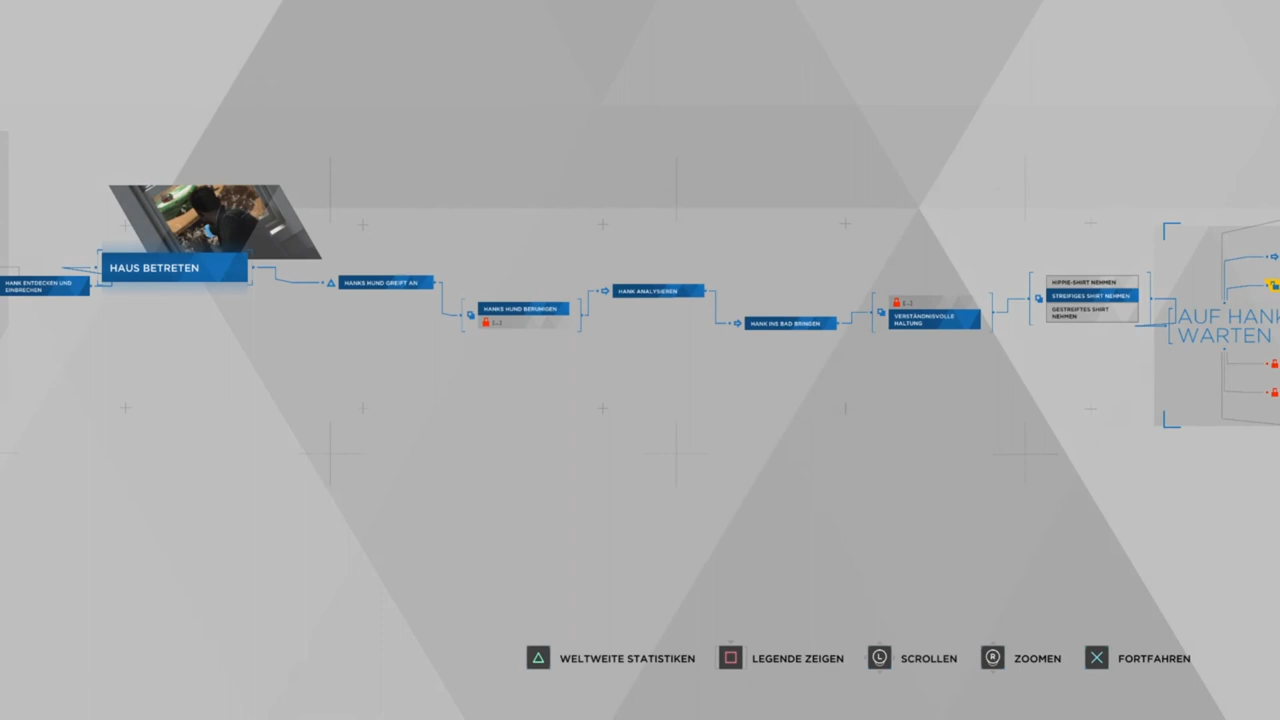 HANK ENTDECKEN UND
EINBRECHEN
HAUS BETRETEN
HANKS HUND GREIFT AN
HANKS HUND BERUHIGEN
[...]
HANK ANALYSIEREN
HANK INS BAD BRINGEN
[...]
VERSTÄNDNISVOLLE
HALTUNG
HIPPIE-SHIRT NEHMEN
STREIFIGES SHIRT NEHMEN
GESTREIFTES SHIRT
NEHMEN
AUF HANK
WARTEN
WELTWEITE STATISTIKEN
LEGENDE ZEIGEN
L
SCROLLEN
R
ZOOMEN
FORTFAHREN